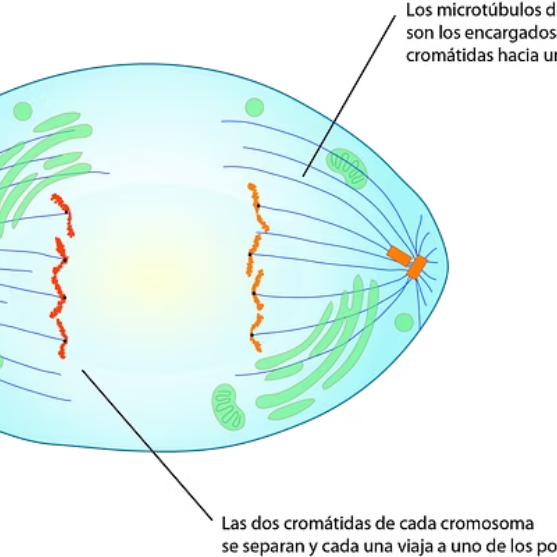 Los microtúbulos d
son los encargados
cromátidas hacia un
Las dos cromátidas de cada cromosoma
se separan y cada una viaja a uno de los po